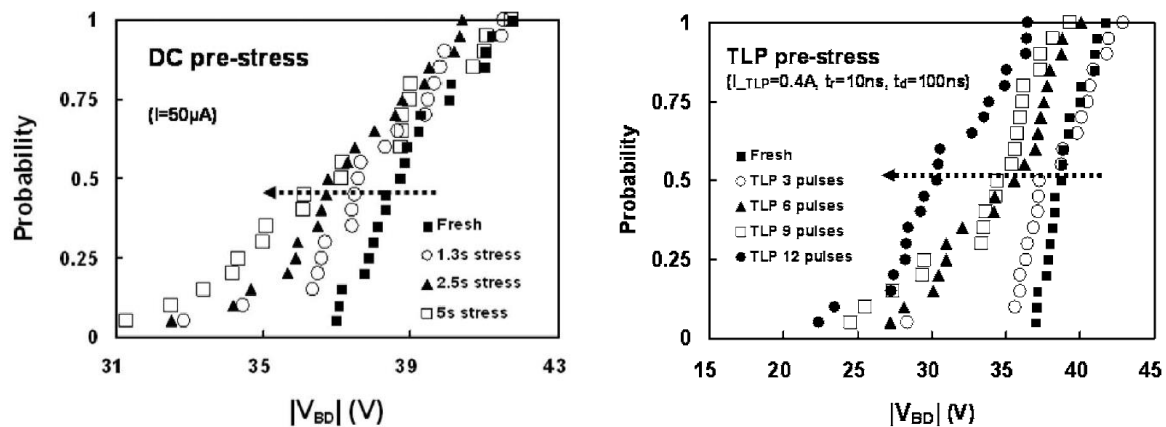 DC pre-stress
{I=50µA}
Probability
1
0.75
0.5
0.25
0
Fresh
1.3s stress
2.5s stress
5s stress
31
35
39
43
|VBD| (V)
TLP pre-stress
{I_TLP=0.4A, tr=10ns, td=100ns}
Probability
1
0.75
0.5
0.25
0
Fresh
TLP 3 pulses
TLP 6 pulses
TLP 9 pulses
TLP 12 pulses
15
20
25
30
35
40
45
|VBD| (V)